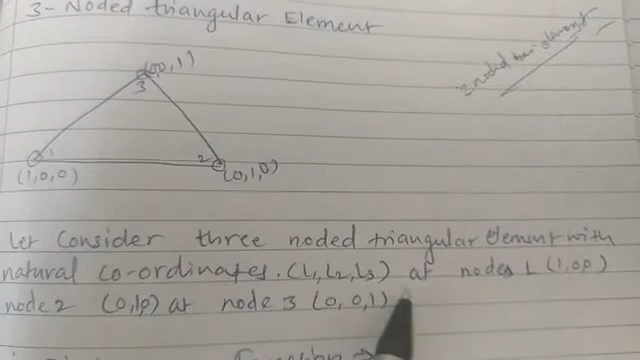 3-Noded triangular Element
(0,0,1)
3
2 noded bar element
1
2
(1,0,0)
(0,1,0)
Let Consider three noded triangular element with
natural Co-ordinates. (L1, L2, L3) at nodes 1 (1,0,0)
node 2 (0,1,0) at node 3 (0,0,1)